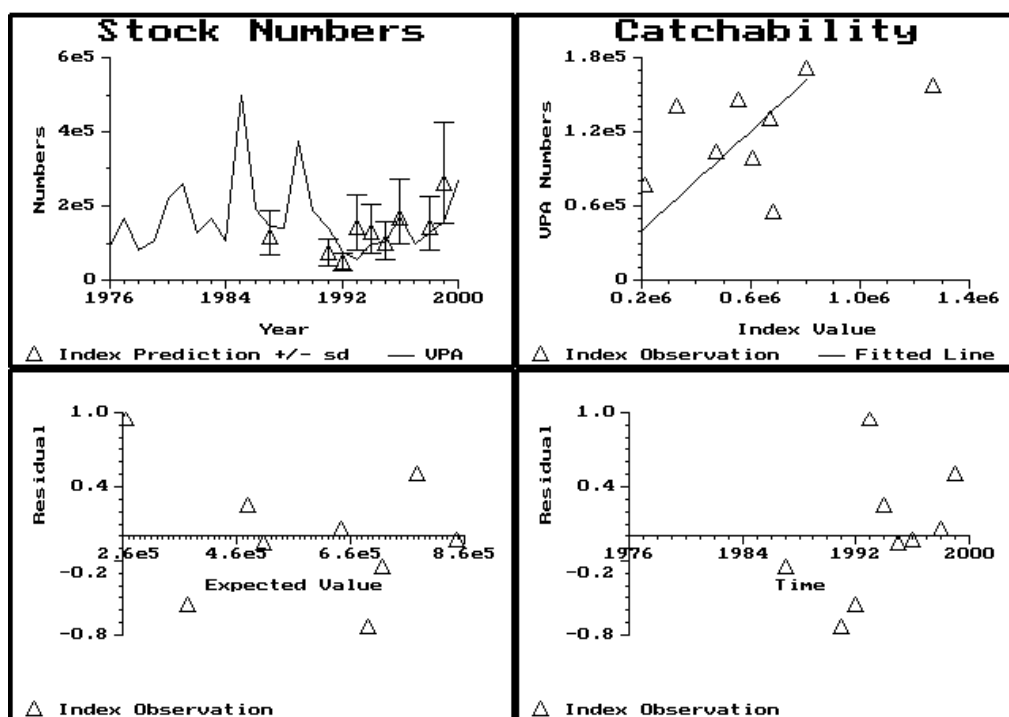 Stock Numbers
6e5
4e5
2e5
0
Numbers
1976 1984 1992 2000
Year
Index Prediction +/- sd VPA
Catchability
1.8e5
1.2e5
0.6e5
0
VPA Numbers
0.2e6 0.6e6 1.0e6 1.4e6
Index Value
Index Observation Fitted Line
1.0
0.4
-0.2
-0.8
Residual
2.6e5 4.6e5 6.6e5 8.6e5
Expected Value
Index Observation
1.0
0.4
-0.2
-0.8
Residual
1976 1984 1992 2000
Time
Index Observation